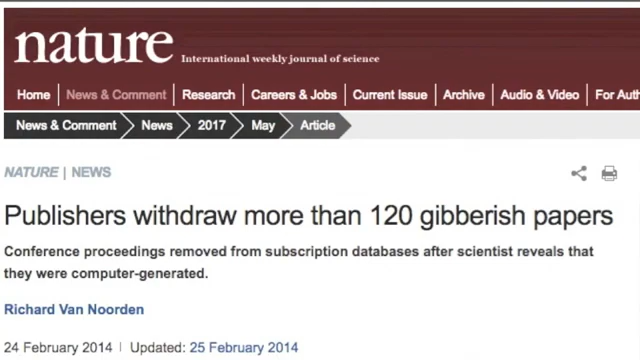 nature International weekly journal of science
Home News & Comment Research Careers & Jobs Current Issue Archive Audio & Video For
News & Comment News 2017 May Article
NATURE | NEWS
Publishers withdraw more than 120 gibberish papers
Conference proceedings removed from subscription databases after scientist reveals that
they were computer-generated.
Richard Van Noorden
24 February 2014 | Updated: 25 February 2014